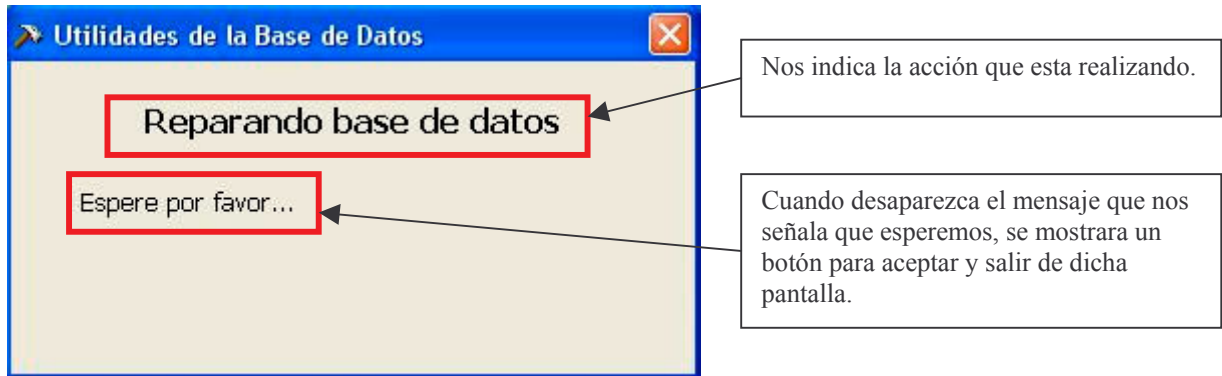 Utilidades de la Base de Datos
Reparando base de datos
Espere por favor...
Nos indica la acción que esta realizando.
Cuando desaparezca el mensaje que nos
señala que esperemos, se mostrara un
botón para aceptar y salir de dicha
pantalla.